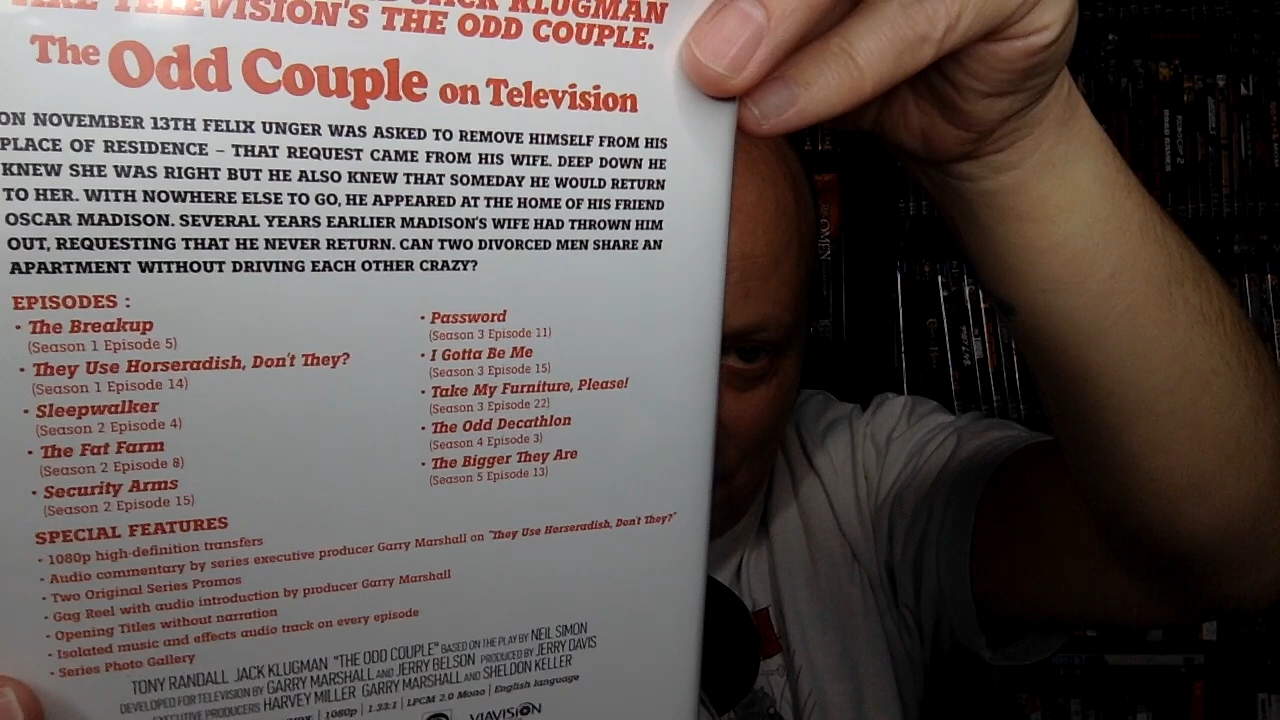 JACK KLUGMAN
TELEVISION'S THE ODD COUPLE.
The Odd Couple on Television
ON NOVEMBER 13TH FELIX UNGER WAS ASKED TO REMOVE HIMSELF FROM HIS
PLACE OF RESIDENCE – THAT REQUEST CAME FROM HIS WIFE. DEEP DOWN HE
KNEW SHE WAS RIGHT BUT HE ALSO KNEW THAT SOMEDAY HE WOULD RETURN
TO HER. WITH NOWHERE ELSE TO GO, HE APPEARED AT THE HOME OF HIS FRIEND
OSCAR MADISON. SEVERAL YEARS EARLIER MADISON'S WIFE HAD THROWN HIM
OUT, REQUESTING THAT HE NEVER RETURN. CAN TWO DIVORCED MEN SHARE AN
APARTMENT WITHOUT DRIVING EACH OTHER CRAZY?
EPISODES :
• The Breakup
(Season 1 Episode 5)
• They Use Horseradish, Don't They?
(Season 1 Episode 14)
• Sleepwalker
(Season 2 Episode 4)
• The Fat Farm
(Season 2 Episode 8)
• Security Arms
(Season 2 Episode 15)
• Password
(Season 3 Episode 11)
• I Gotta Be Me
(Season 3 Episode 15)
• Take My Furniture, Please!
(Season 3 Episode 22)
• The Odd Decathlon
(Season 4 Episode 3)
• The Bigger They Are
(Season 5 Episode 13)
SPECIAL FEATURES
• 1080p high-definition transfers
• Audio commentary by series executive producer Garry Marshall on "They Use Horseradish, Don't They?"
• Two Original Series Promos
• Gag Reel with audio introduction by producer Garry Marshall
• Opening Titles without narration
• Isolated music and effects audio track on every episode
• Series Photo Gallery
TONY RANDALL JACK KLUGMAN "THE ODD COUPLE" BASED ON THE PLAY BY NEIL SIMON
DEVELOPED FOR TELEVISION BY GARRY MARSHALL AND JERRY BELSON PRODUCED BY JERRY DAVIS
EXECUTIVE PRODUCERS HARVEY MILLER GARRY MARSHALL AND SHELDON KELLER
| 1080p | 1.33:1 | LPCM 2.0 Mono | English language
VIAVISION
THE OMEN
ROBOCOP 2